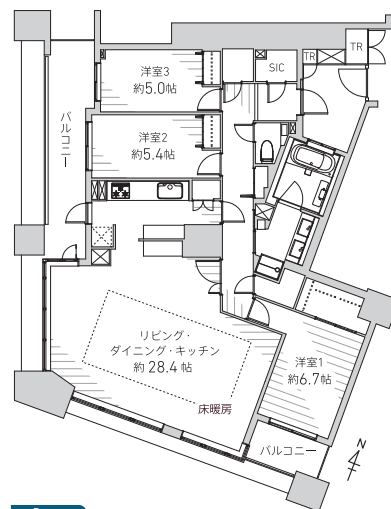 TR
TR
SIC
洋室3
約5.0帖
バルコニー
洋室2
約5.4帖
リビング・
ダイニング・キッチン
約28.4帖
床暖房
洋室1
約6.7帖
バルコニー
N